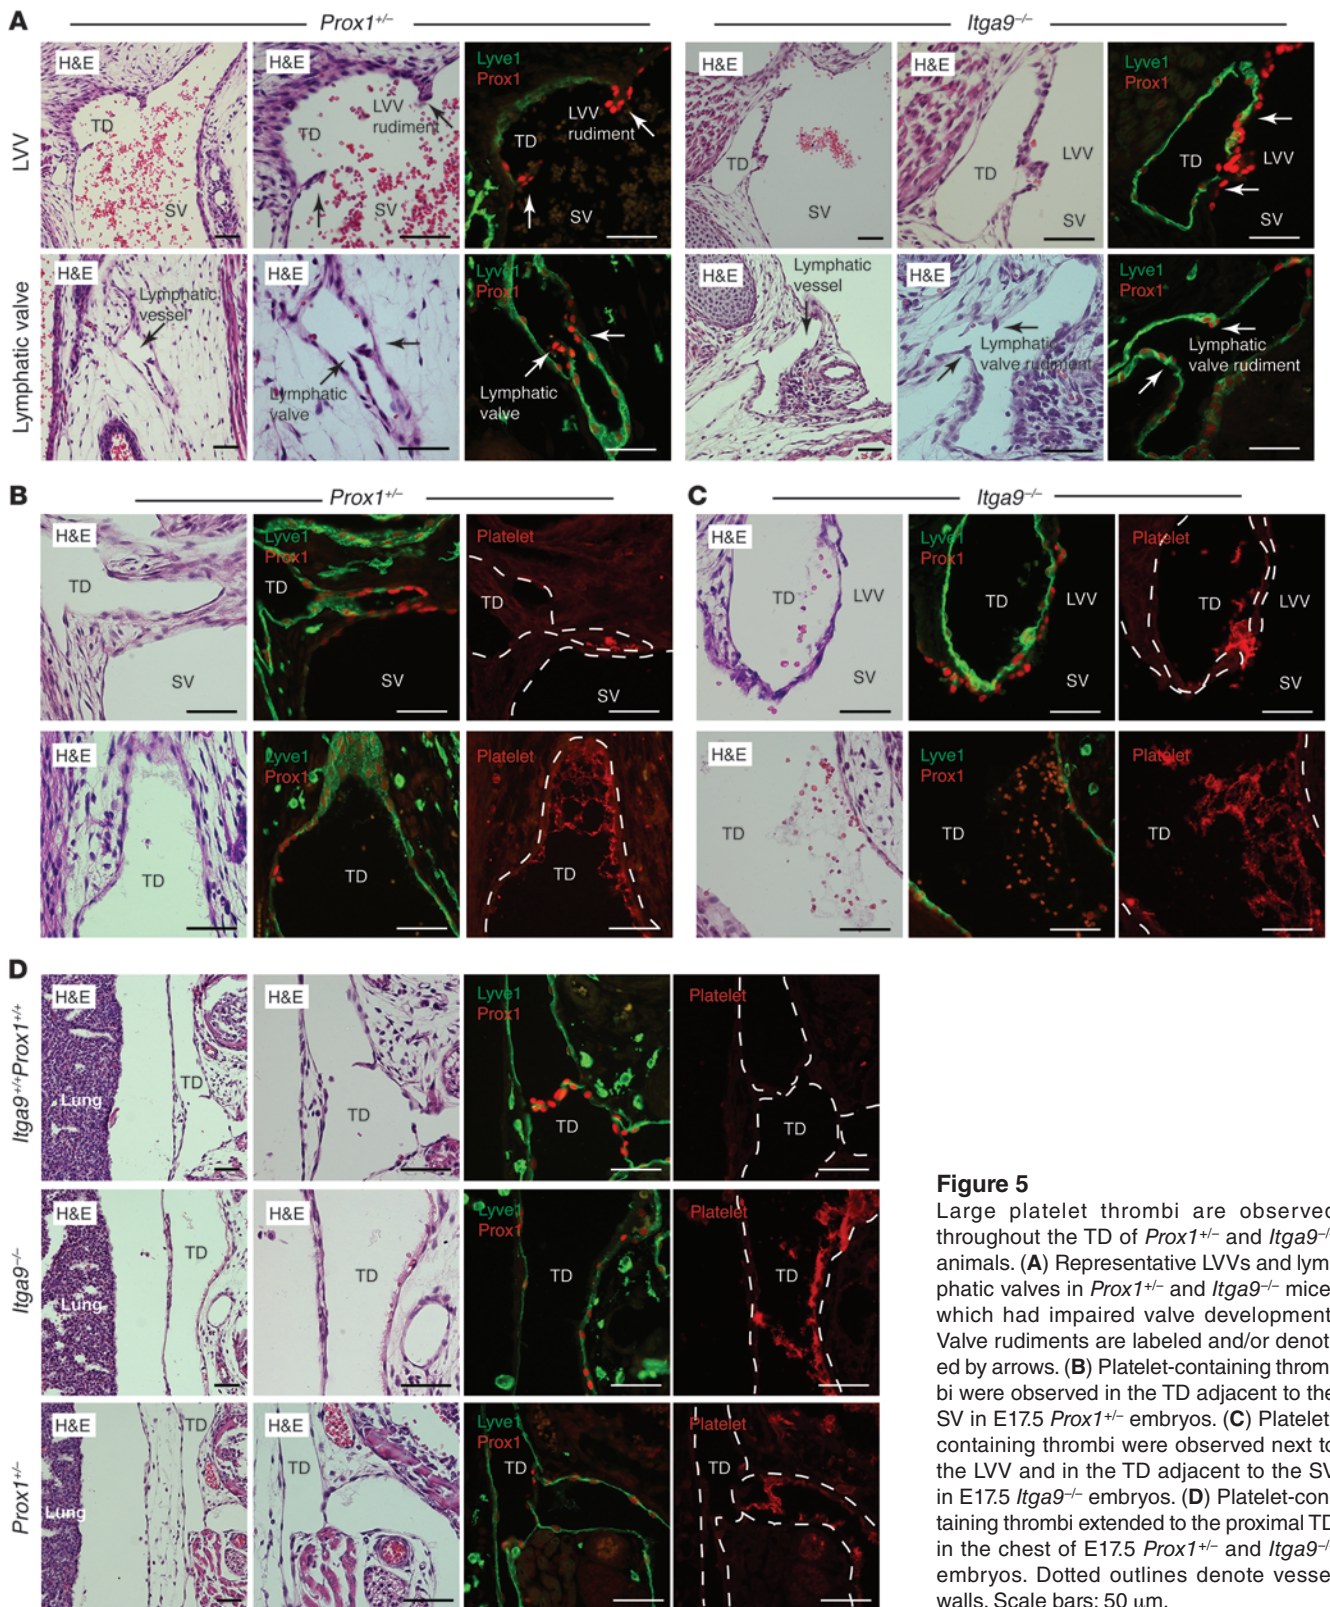 A Prox1+/– Itga9–/–
LVV
H&E H&E Lyve1 H&E H&E Lyve1
Prox1 Prox1
LVV rudiment LVV rudiment
TD TD TD TD TD TD LVV LVV
SV SV SV SV SV SV
Lymphatic valve
H&E H&E Lyve1 H&E H&E Lyve1
Prox1 Prox1
Lymphatic vessel Lymphatic valve Lymphatic valve Lymphatic vessel Lymphatic valve rudiment Lymphatic valve rudiment
B Prox1+/– C Itga9–/–
H&E Lyve1 Platelet H&E Lyve1 Platelet
Prox1 Prox1
TD TD TD TD LVV TD LVV TD LVV
SV SV SV SV SV SV
H&E Lyve1 Platelet H&E Lyve1 Platelet
Prox1 Prox1
TD TD TD TD TD TD
D
Itga9+/+Prox1+/+
H&E H&E Lyve1 Platelet
Prox1
Lung TD TD TD TD
Itga9–/–
H&E H&E Lyve1 Platelet
Prox1
Lung TD TD TD TD
Prox1+/–
H&E H&E Lyve1 Platelet
Prox1
Lung TD TD TD TD
Figure 5
Large platelet thrombi are observed
throughout the TD of Prox1+/– and Itga9–/–
animals. (A) Representative LVVs and lym
phatic valves in Prox1+/– and Itga9–/– mice
which had impaired valve development
Valve rudiments are labeled and/or denot
ed by arrows. (B) Platelet-containing throm
bi were observed in the TD adjacent to the
SV in E17.5 Prox1+/– embryos. (C) Platelet
containing thrombi were observed next to
the LVV and in the TD adjacent to the SV
in E17.5 Itga9–/– embryos. (D) Platelet-con
taining thrombi extended to the proximal TD
in the chest of E17.5 Prox1+/– and Itga9–/–
embryos. Dotted outlines denote vesse
walls. Scale bars: 50 μm.